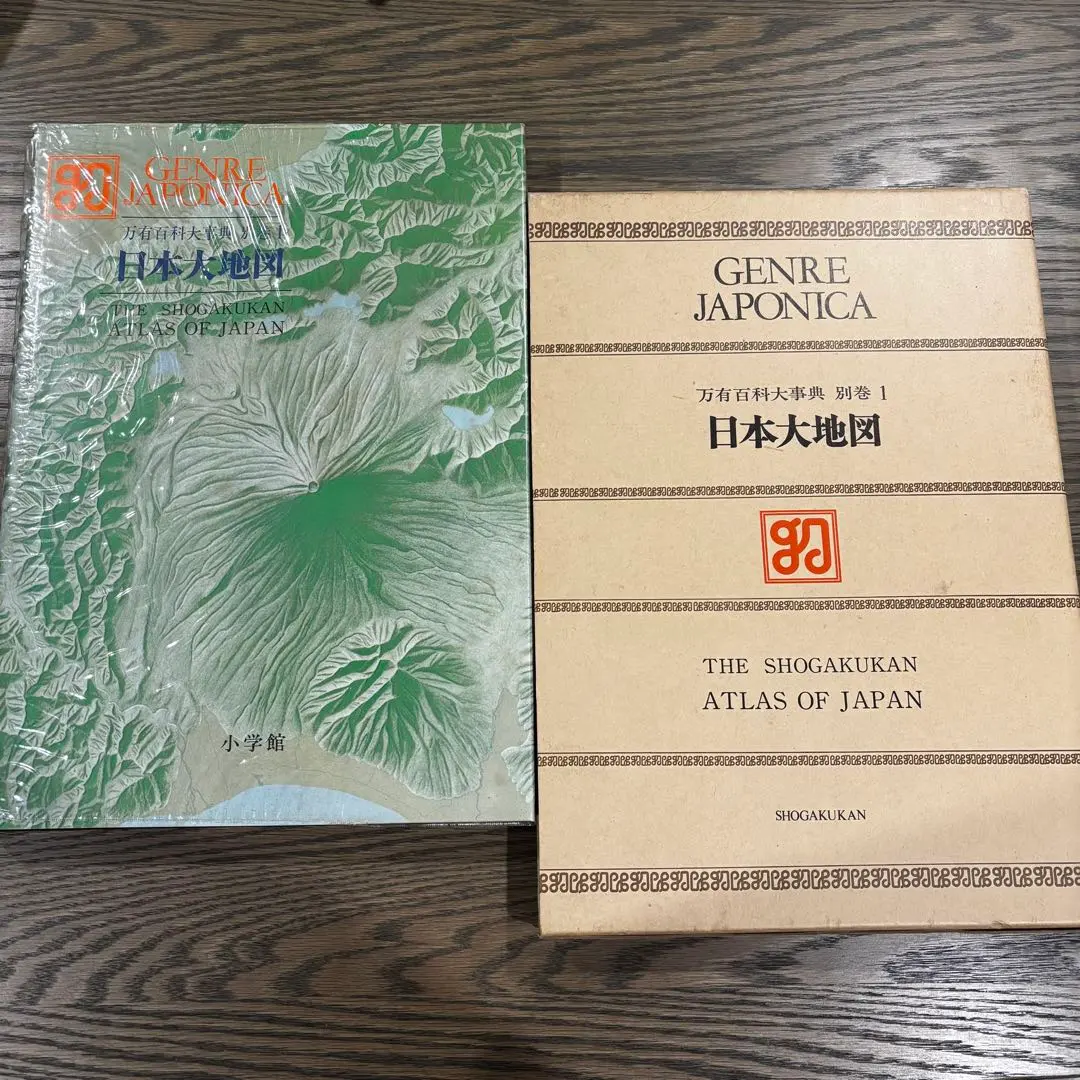 GENRE
JAPONICA
万有百科大事典 別巻 1
日本大地図
THE SHOGAKUKAN
ATLAS OF JAPAN
小学館
GENRE
JAPONICA
万有百科大事典 別巻 1
日本大地図
THE SHOGAKUKAN
ATLAS OF JAPAN
SHOGAKUKAN